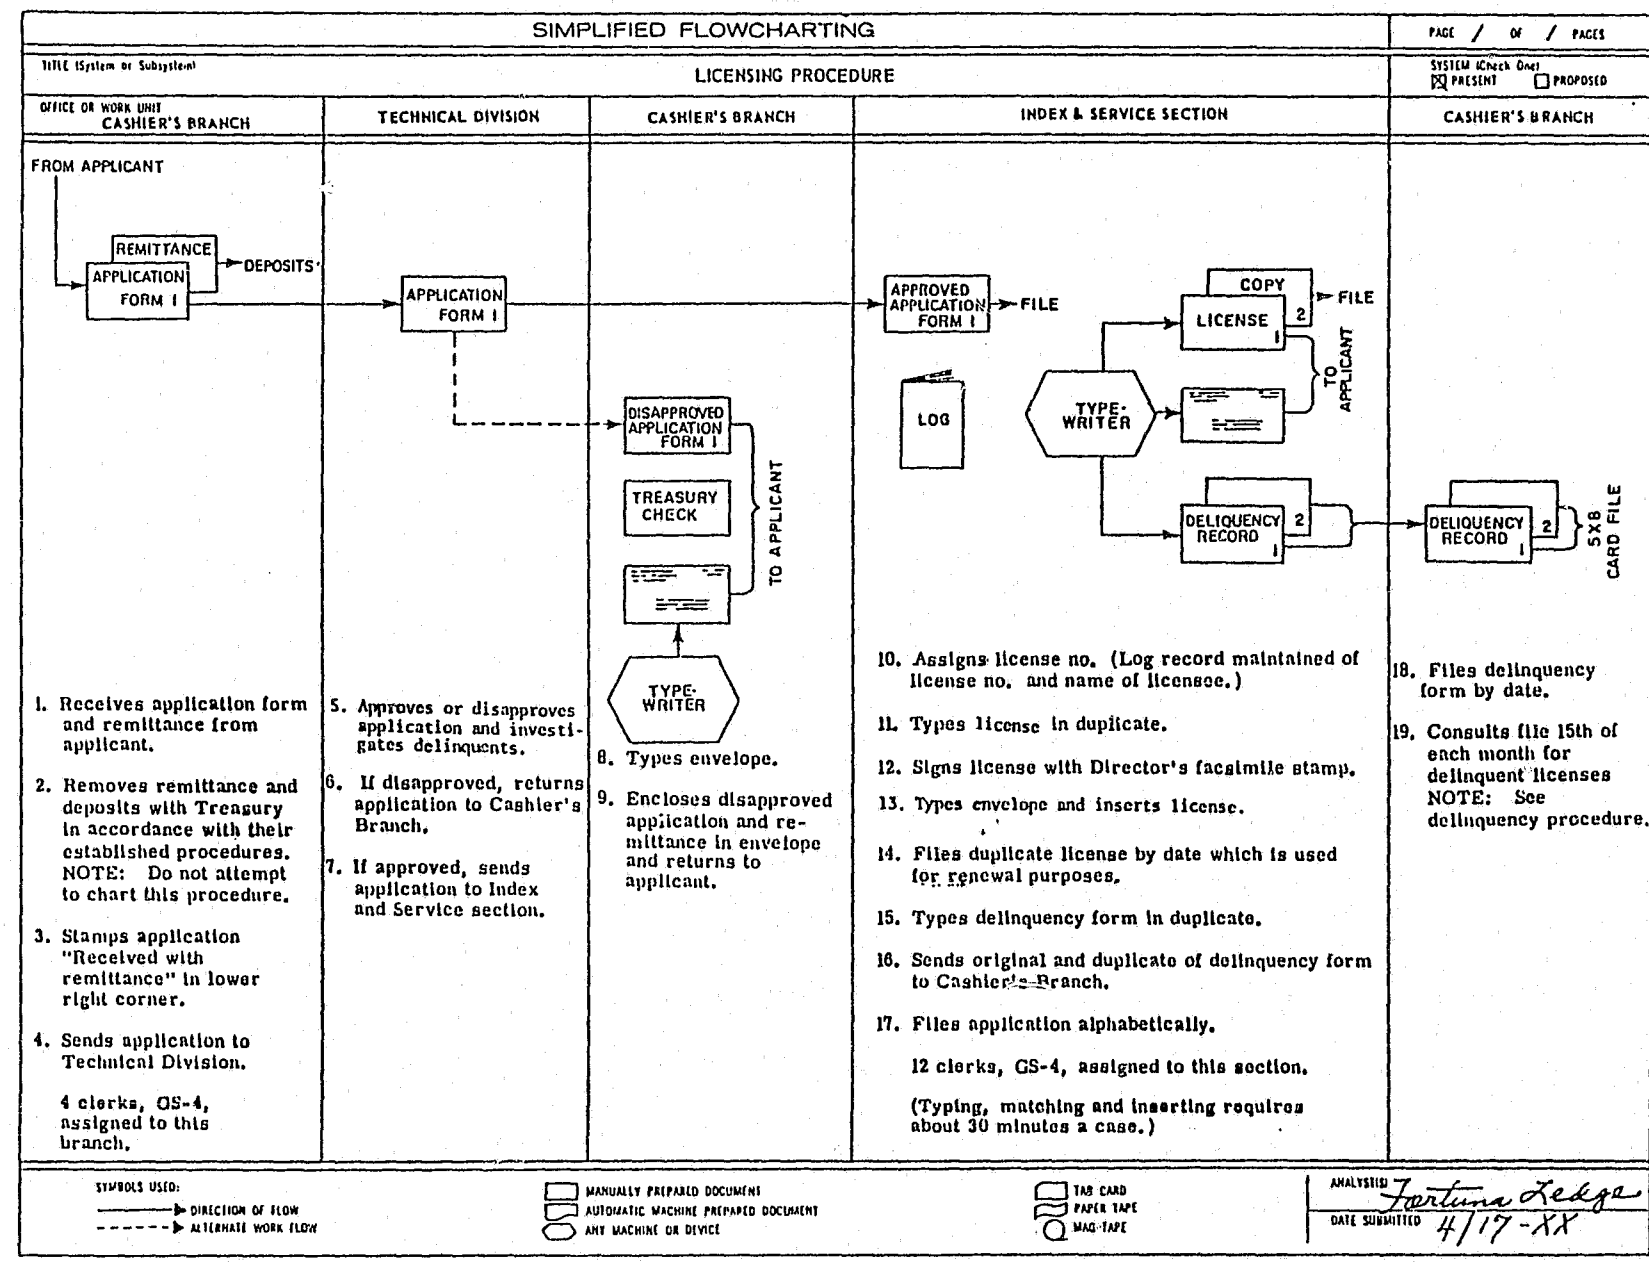 SIMPLIFIED FLOWCHARTING
PAGE 1 OF 1 PAGES
TITLE (System or Subsystem)
LICENSING PROCEDURE
SYSTEM (Check One)
PRESENT PROPOSED
OFFICE OR WORK UNIT
CASHIER'S BRANCH
TECHNICAL DIVISION
CASHIER'S BRANCH
INDEX & SERVICE SECTION
CASHIER'S BRANCH
FROM APPLICANT
REMITTANCE
DEPOSITS
APPLICATION
FORM 1
APPLICATION
FORM 1
DISAPPROVED
APPLICATION
FORM 1
TREASURY
CHECK
TO APPLICANT
TYPE-
WRITER
APPROVED
APPLICATION
FORM 1
FILE
LOG
TYPE-
WRITER
COPY
2
FILE
LICENSE
1
TO
APPLICANT
DELIQUENCY
RECORD
2
1
DELIQUENCY
RECORD
2
1
5X8
CARD FILE
1. Receives application form
and remittance from
applicant.
2. Removes remittance and
deposits with Treasury
in accordance with their
established procedures.
NOTE: Do not attempt
to chart this procedure.
3. Stamps application
"Received with
remittance" in lower
right corner.
4. Sends application to
Technical Division.
4 clerks, GS-4,
assigned to this
branch.
5. Approves or disapproves
application and investi-
gates delinquents.
6. If disapproved, returns
application to Cashier's
Branch.
7. If approved, sends
application to Index
and Service section.
8. Types envelope.
9. Encloses disapproved
application and re-
mittance in envelope
and returns to
applicant.
10. Assigns license no. (Log record maintained of
license no. and name of licensee.)
11. Types license in duplicate.
12. Signs license with Director's facsimile stamp.
13. Types envelope and inserts license.
14. Files duplicate license by date which is used
for renewal purposes.
15. Types delinquency form in duplicate.
16. Sends original and duplicate of delinquency form
to Cashier's Branch.
17. Files application alphabetically.
12 clerks, GS-4, assigned to this section.
(Typing, matching and inserting requires
about 30 minutes a case.)
18. Files delinquency
form by date.
19. Consults file 15th of
each month for
delinquent licenses
NOTE: See
delinquency procedure.
SYMBOLS USED:
DIRECTION OF FLOW
ALTERNATE WORK FLOW
MANUALLY PREPARED DOCUMENT
AUTOMATIC MACHINE PREPARED DOCUMENT
ANY MACHINE OR DEVICE
TAB CARD
PAPER TAPE
MAG TAPE
ANALYST(S) Fortuna Ledge
DATE SUBMITTED 4/17-XX